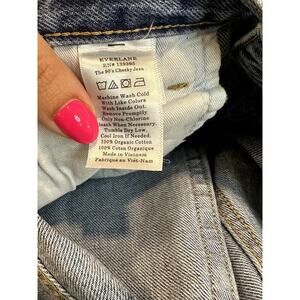 EVERLANE
RN# 139395
The 90's Cheeky Jean
Machine Wash Cold
With Like Colors
Wash Inside Out.
Remove Promptly
Only Non-Chlorine
Bleach When Necessary.
Tumble Dry Low.
Cool Iron If Needed.
100% Organic Cotton
100% Coton Organique
Made in Vietnam
Fabriqué au Viêt-Nam